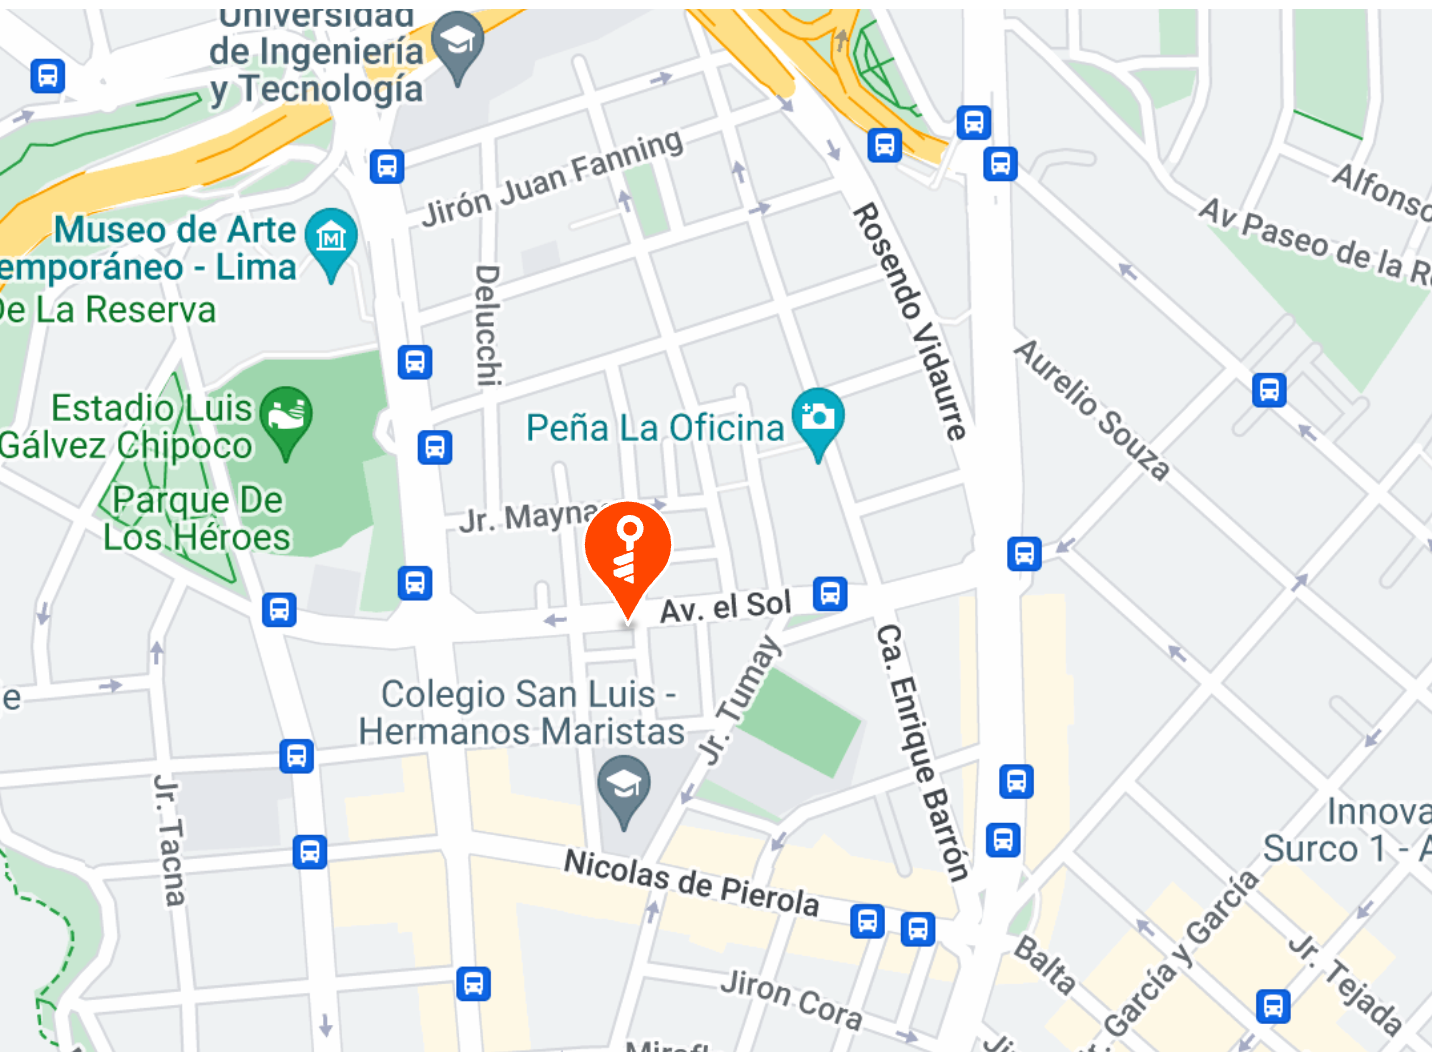 Universidad
de Ingeniería
y Tecnología
Jirón Juan Fanning
Museo de Arte
emporáneo - Lima
De La Reserva
Delucchi
Rosendo Vidaurre
Alfonso
Av Paseo de la R
Aurelio Souza
Estadio Luis
Gálvez Chipoco
Peña La Oficina
Parque De
Los Héroes
Jr. Mayna
Av. el Sol
Colegio San Luis -
Hermanos Maristas
Jr. Tumay
Ca. Enrique Barrón
e
Jr. Tacna
Nicolas de Pierola
Innova
Surco 1 - A
García y García
Jr. Tejada
Balta
Jiron Cora
Mirafl
Ji